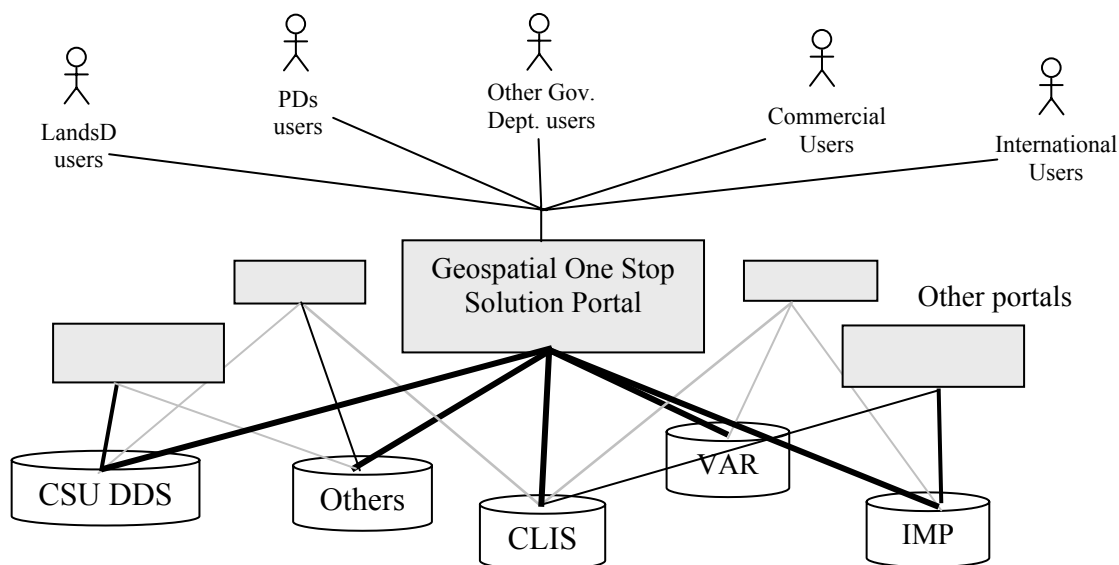 LandsD
users
PDs
users
Other Gov.
Dept. users
Commercial
Users
International
Users
Geospatial One Stop
Solution Portal
Other portals
CSU DDS
Others
CLIS
VAR
IMP